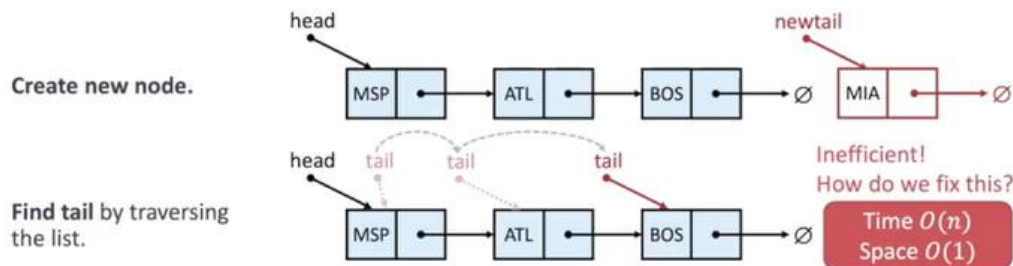 head
newtail
Create new node.
MSP
ATL
BOS
∅
MIA
∅
head
tail
tail
tail
Inefficient!
How do we fix this?
Find tail by traversing
the list.
MSP
ATL
BOS
∅
Time O(n)
Space O(1)